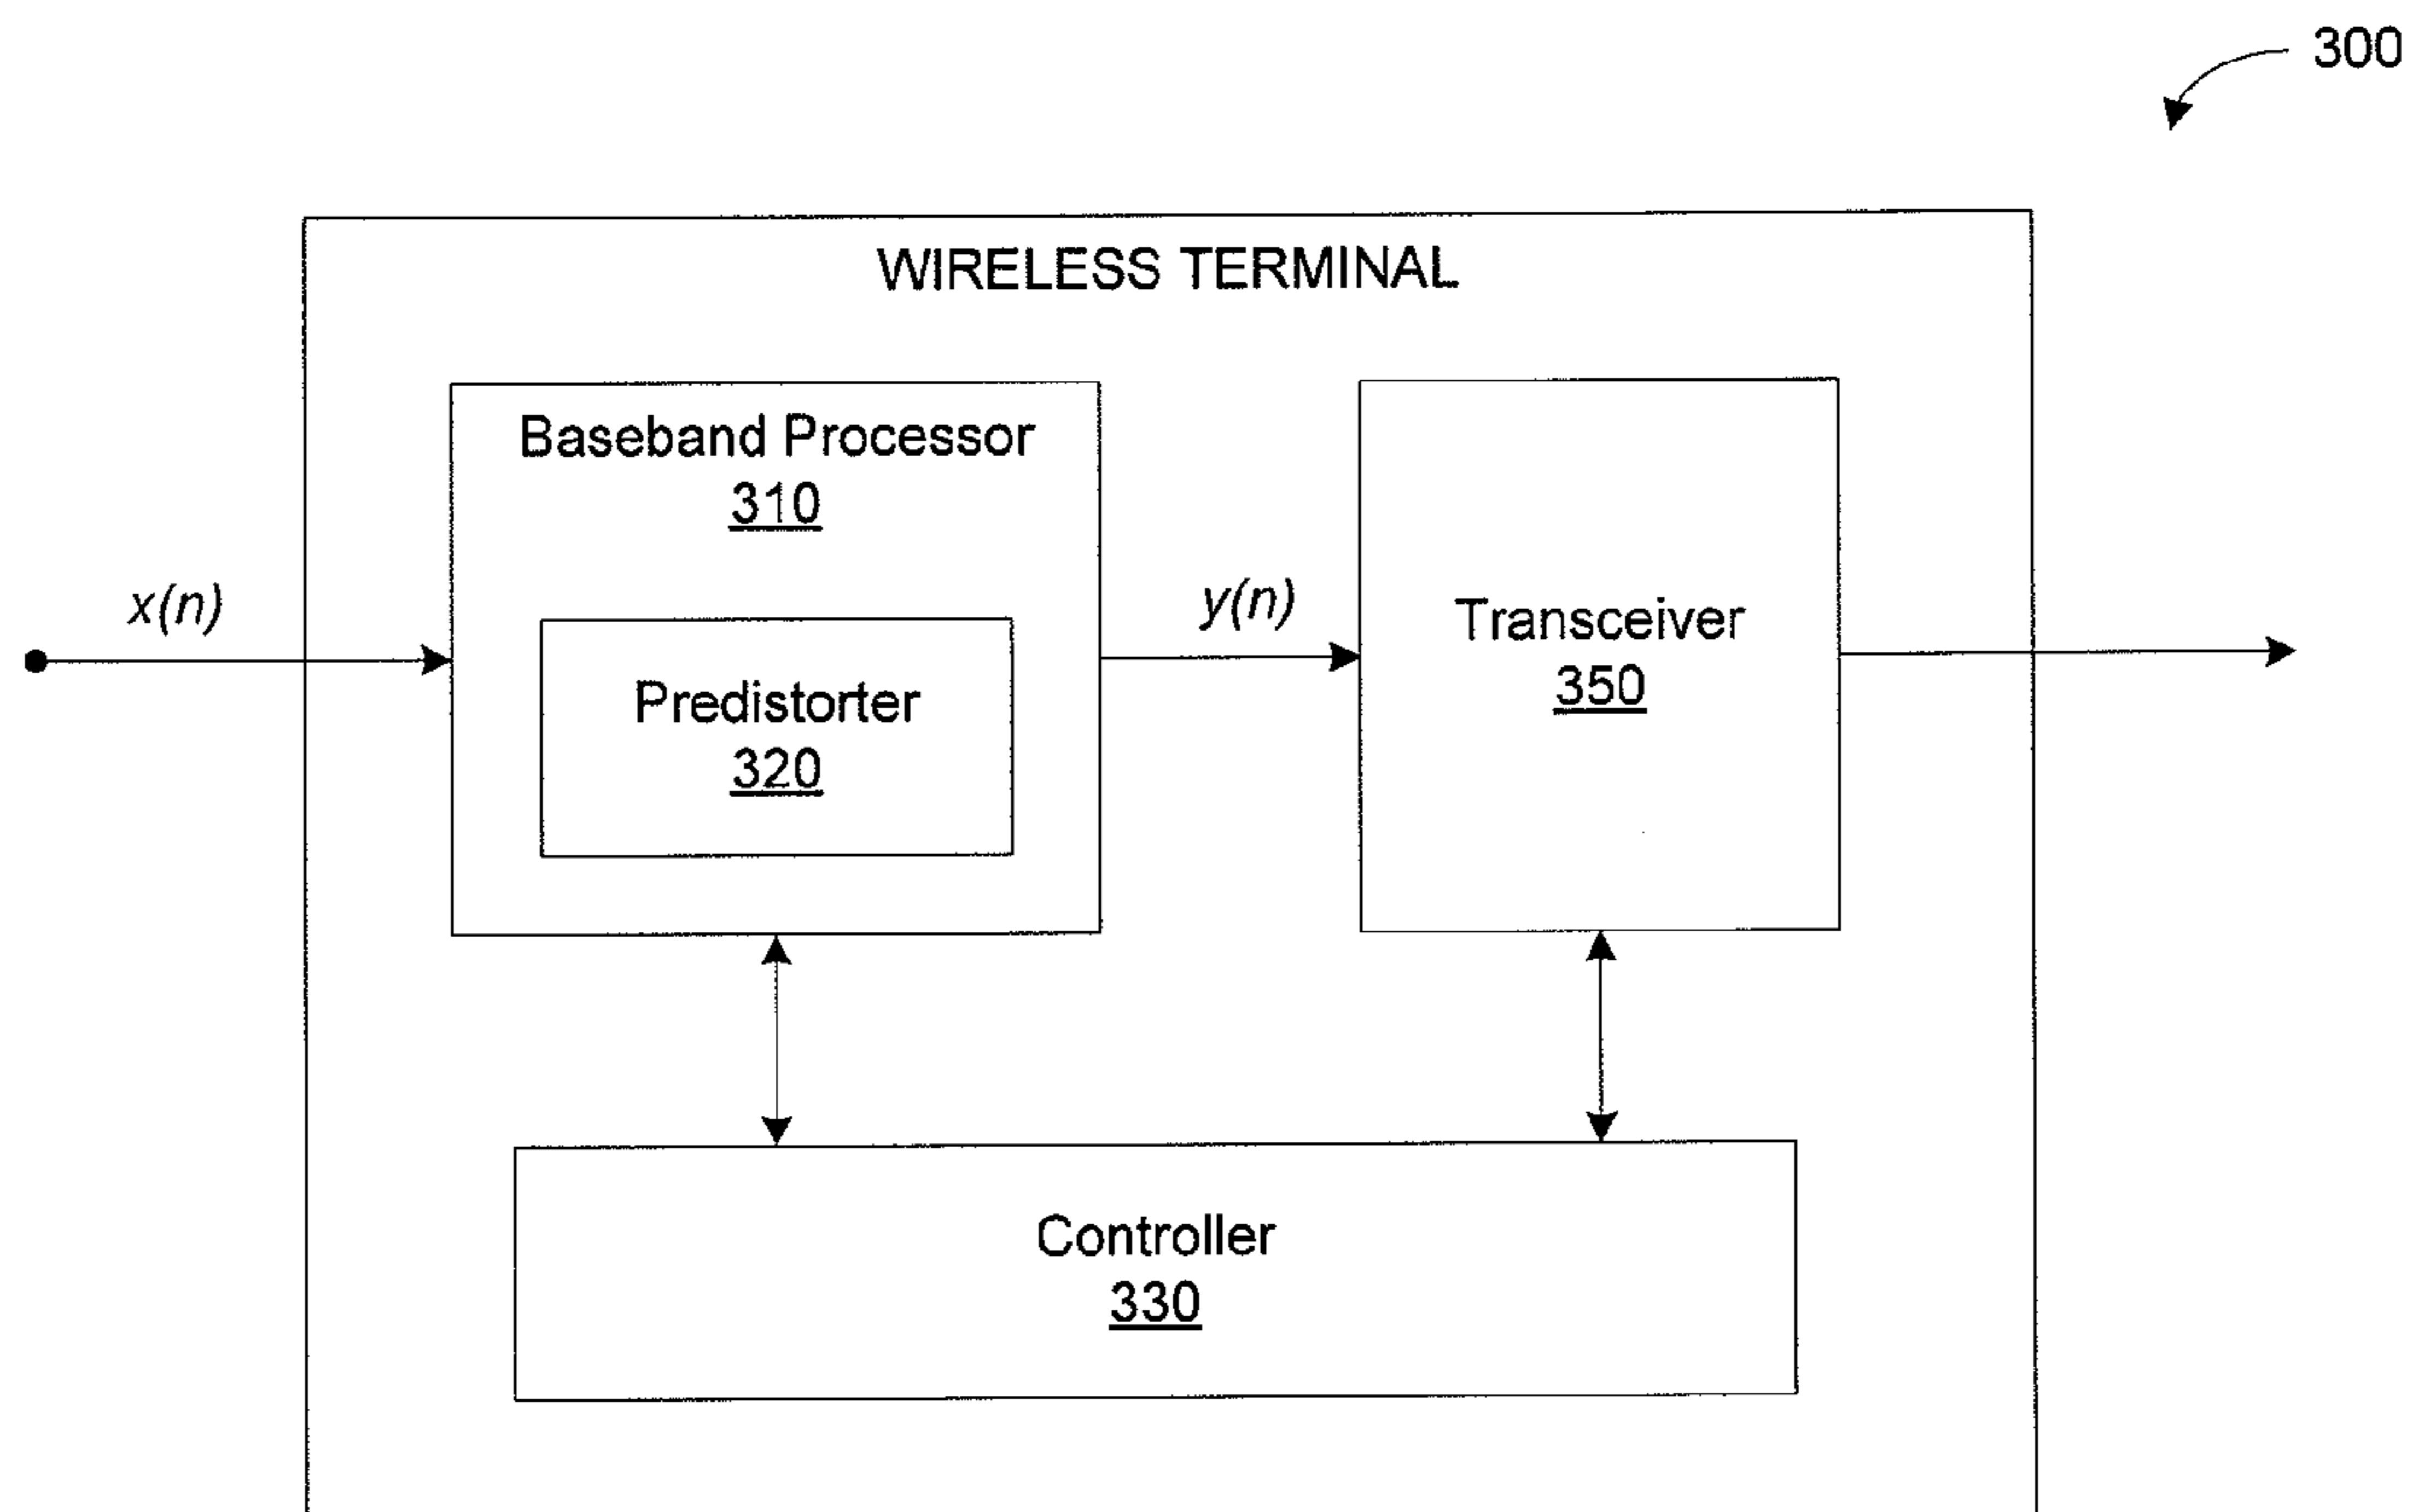 300
WIRELESS TERMINAL
Baseband Processor
310
x(n)
y(n)
Transceiver
350
Predistorter
320
Controller
330